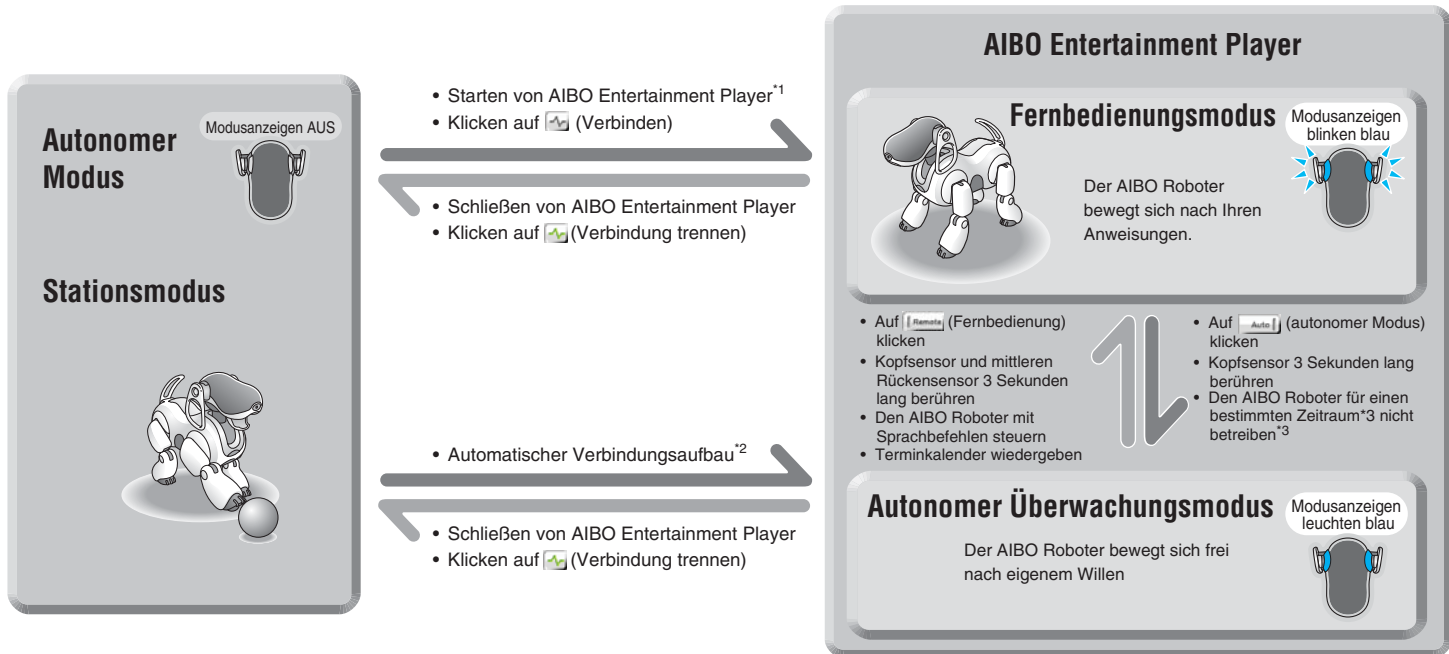 Autonomer
Modus
Modusanzeigen AUS
Stationsmodus
• Starten von AIBO Entertainment Player*1
• Klicken auf (Verbinden)
• Schließen von AIBO Entertainment Player
• Klicken auf (Verbindung trennen)
• Automatischer Verbindungsaufbau*2
• Schließen von AIBO Entertainment Player
• Klicken auf (Verbindung trennen)
AIBO Entertainment Player
Fernbedienungsmodus
Modusanzeigen
blinken blau
Der AIBO Roboter
bewegt sich nach Ihren
Anweisungen.
• Auf Remote (Fernbedienung)
klicken
• Kopfsensor und mittleren
Rückensensor 3 Sekunden
lang berühren
• Den AIBO Roboter mit
Sprachbefehlen steuern
• Terminkalender wiedergeben
• Auf Auto (autonomer Modus)
klicken
• Kopfsensor 3 Sekunden lang
berühren
• Den AIBO Roboter für einen
bestimmten Zeitraum*3 nicht
betreiben*3
Autonomer Überwachungsmodus
Modusanzeigen
leuchten blau
Der AIBO Roboter bewegt sich frei
nach eigenem Willen